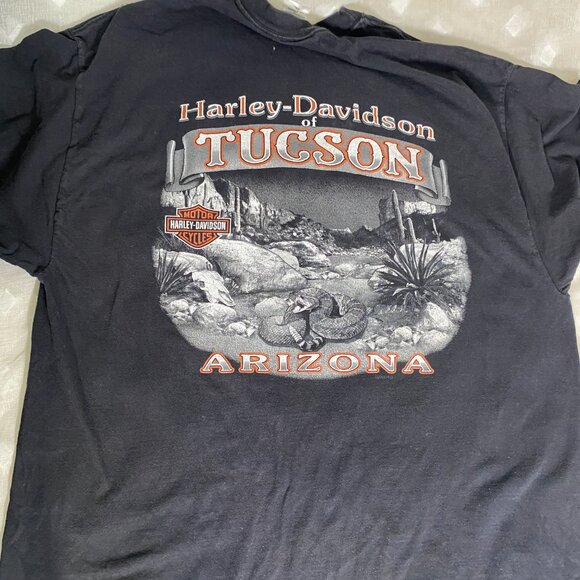 Harley-Davidson
of
TUCSON
MOTOR
HARLEY-DAVIDSON
CYCLES
ARIZONA